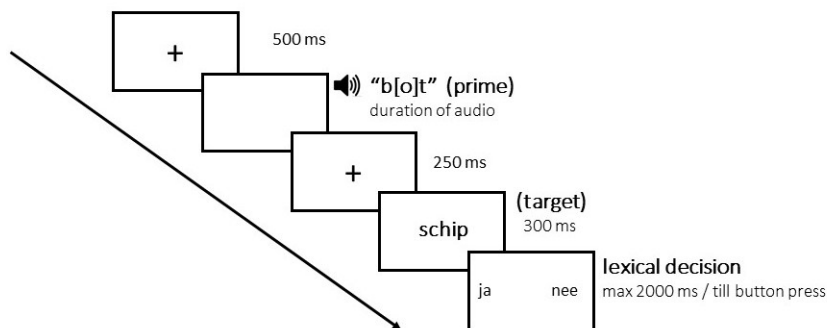 +
500 ms
“b[o]t” (prime)
duration of audio
+
250 ms
schip
(target)
300 ms
ja nee
lexical decision
max 2000 ms / till button press